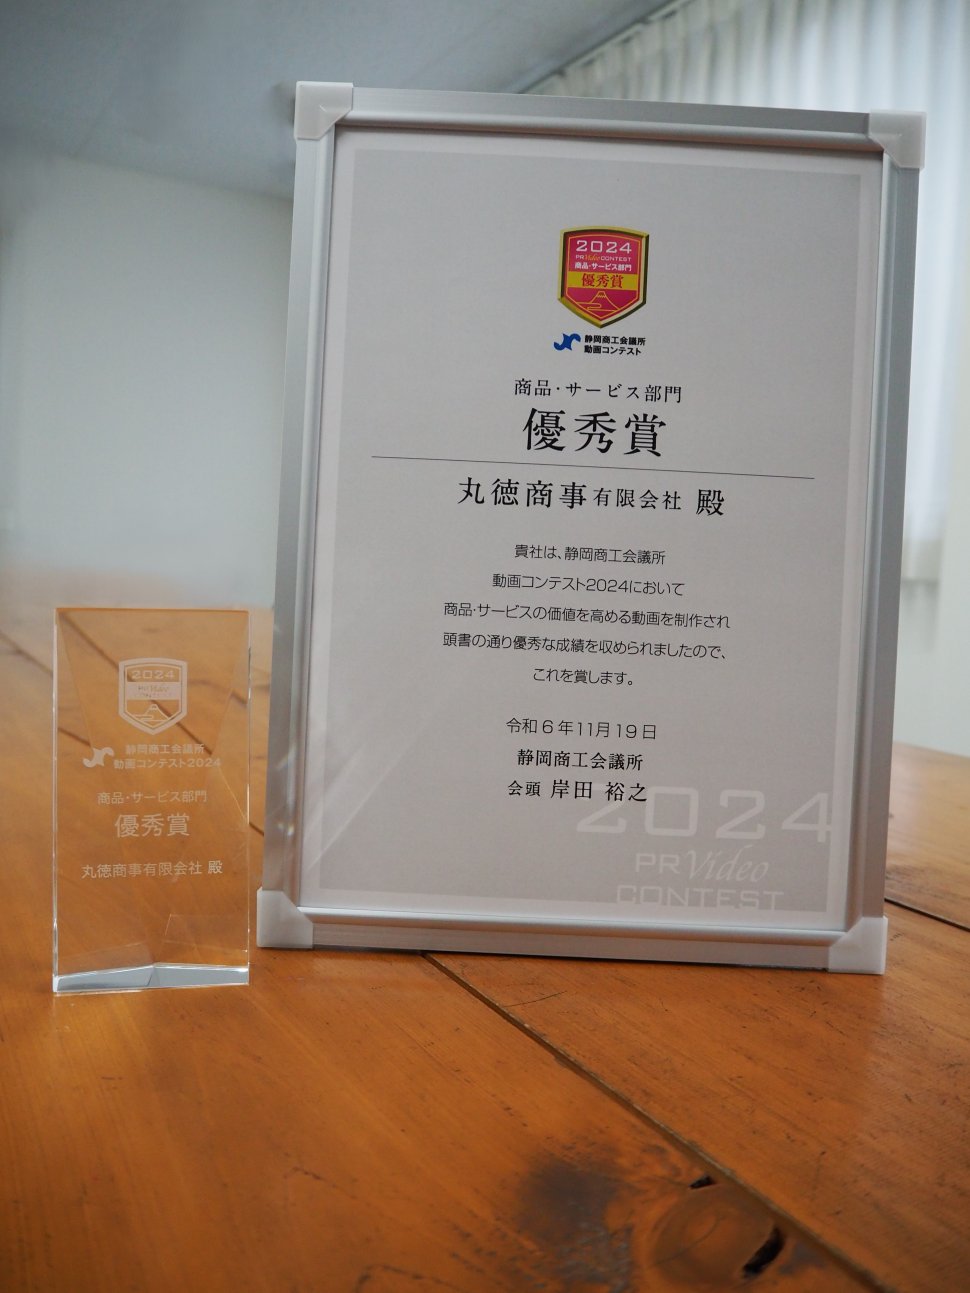 2024
PR Video CONTEST
商品・サービス部門
優秀賞
静岡商工会議所
動画コンテスト
商品・サービス部門
優秀賞
丸徳商事有限会社 殿
貴社は、静岡商工会議所
動画コンテスト2024において
商品・サービスの価値を高める動画を制作され
頭書の通り優秀な成績を収められましたので、
これを賞します。
令和6年11月19日
静岡商工会議所
会頭 岸田 裕之
2024
PR Video
CONTEST
2024
PR Video
静岡商工会議所
動画コンテスト2024
商品・サービス部門
優秀賞
丸徳商事有限会社 殿